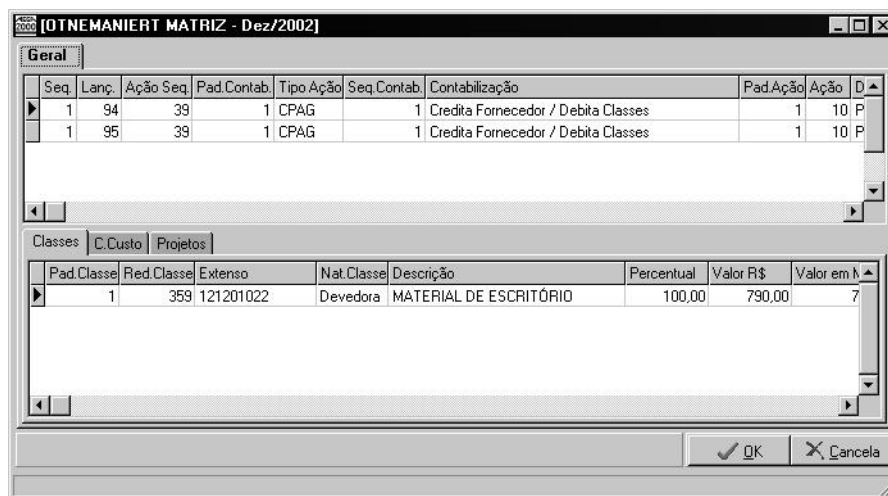 [OTNEMANIERT MATRIZ - Dez/2002]
Geral
Seq. Lanç. Ação Seq. Pad.Contab. Tipo Ação Seq.Contab. Contabilização Pad.Ação Ação D
1 94 39 1 CPAG 1 Credita Fornecedor / Debita Classes 1 10 P
1 95 39 1 CPAG 1 Credita Fornecedor / Debita Classes 1 10 P
Classes C.Custo Projetos
Pad.Classe Red.Classe Extenso Nat.Classe Descrição Percentual Valor R$ Valor em
1 359 121201022 Devedora MATERIAL DE ESCRITÓRIO 100,00 790,00 7
OK Cancela